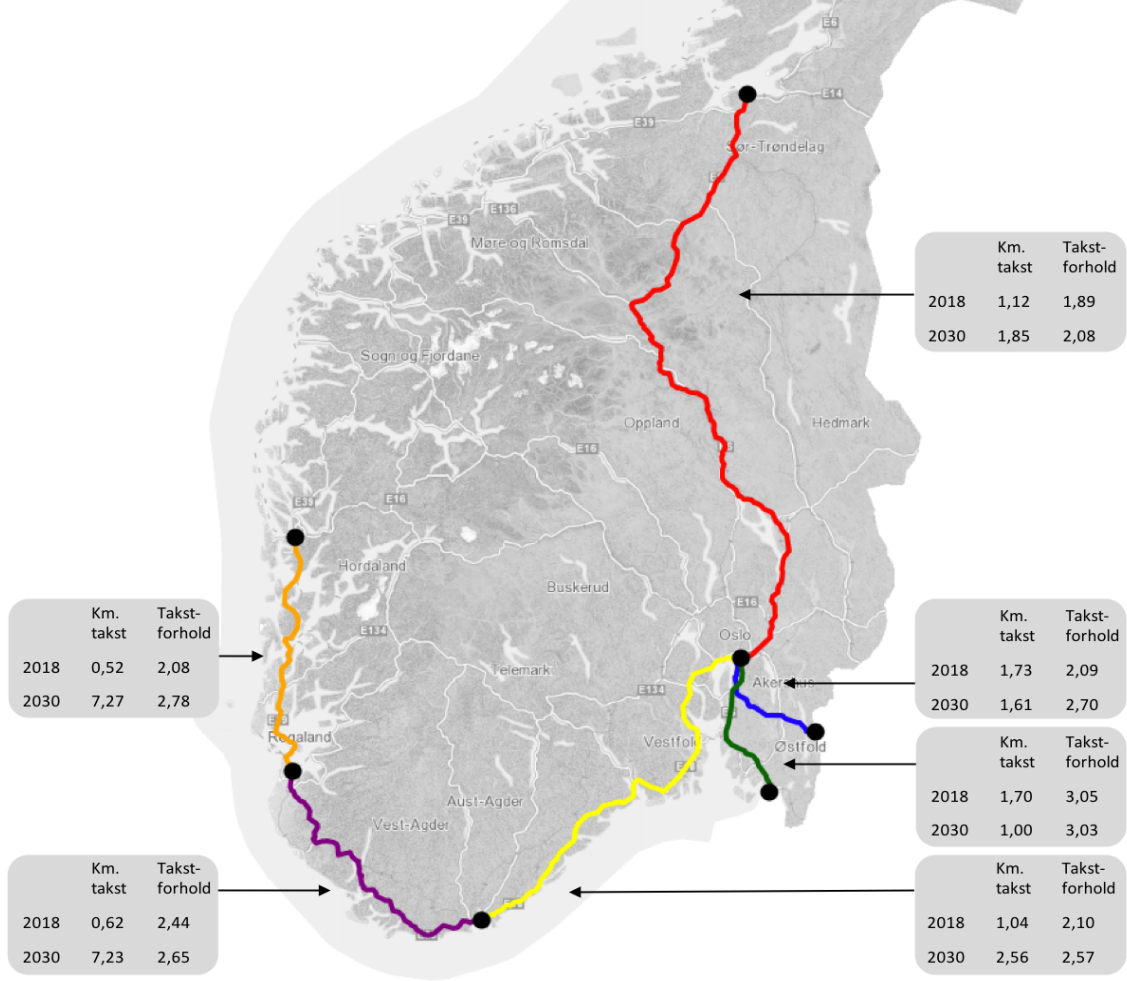 E6
E14
E39
Sør-Trøndelag
E136
E39
Møre og Romsdal
Km. Takst-
takst forhold
2018 1,12 1,89
2030 1,85 2,08
Sogn og Fjordane
Oppland
Hedmark
E16
E16
E39
Hordaland
Buskerud
E16
E134
Oslo
Km. Takst-
takst forhold
2018 0,52 2,08
2030 7,27 2,78
Km. Takst-
takst forhold
2018 1,73 2,09
2030 1,61 2,70
Telemark
Akershus
E134
Rogaland
Vestfold
Østfold
Km. Takst-
takst forhold
2018 1,70 3,05
2030 1,00 3,03
Aust-Agder
Vest-Agder
Km. Takst-
takst forhold
2018 0,62 2,44
2030 7,23 2,65
Km. Takst-
takst forhold
2018 1,04 2,10
2030 2,56 2,57